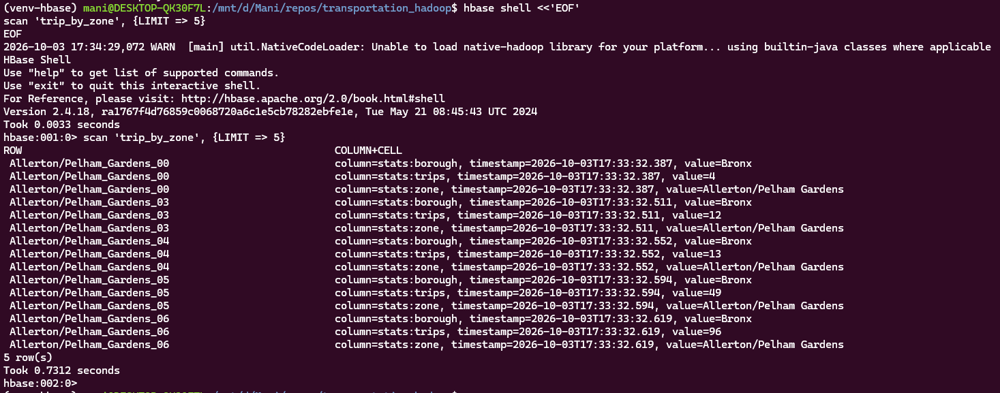 (venv-hbase) mani@DESKTOP-QK30F7L:/mnt/d/Mani/repos/transportation_hadoop$ hbase shell <<'EOF'
scan 'trip_by_zone', {LIMIT => 5}
EOF
2026-10-03 17:34:29,072 WARN  [main] util.NativeCodeLoader: Unable to load native-hadoop library for your platform... using builtin-java classes where applicable
HBase Shell
Use "help" to get list of supported commands.
Use "exit" to quit this interactive shell.
For Reference, please visit: http://hbase.apache.org/2.0/book.html#shell
Version 2.4.18, ra1767f4d76859c0068720a6c1e5cb78282ebfe1e, Tue May 21 08:45:43 UTC 2024
Took 0.0033 seconds
hbase:001:0> scan 'trip_by_zone', {LIMIT => 5}
ROW COLUMN+CELL
Allerton/Pelham_Gardens_00 column=stats:borough, timestamp=2026-10-03T17:33:32.387, value=Bronx
Allerton/Pelham_Gardens_00 column=stats:trips, timestamp=2026-10-03T17:33:32.387, value=4
Allerton/Pelham_Gardens_00 column=stats:zone, timestamp=2026-10-03T17:33:32.387, value=Allerton/Pelham Gardens
Allerton/Pelham_Gardens_03 column=stats:borough, timestamp=2026-10-03T17:33:32.511, value=Bronx
Allerton/Pelham_Gardens_03 column=stats:trips, timestamp=2026-10-03T17:33:32.511, value=12
Allerton/Pelham_Gardens_03 column=stats:zone, timestamp=2026-10-03T17:33:32.511, value=Allerton/Pelham Gardens
Allerton/Pelham_Gardens_04 column=stats:borough, timestamp=2026-10-03T17:33:32.552, value=Bronx
Allerton/Pelham_Gardens_04 column=stats:trips, timestamp=2026-10-03T17:33:32.552, value=13
Allerton/Pelham_Gardens_04 column=stats:zone, timestamp=2026-10-03T17:33:32.552, value=Allerton/Pelham Gardens
Allerton/Pelham_Gardens_05 column=stats:borough, timestamp=2026-10-03T17:33:32.594, value=Bronx
Allerton/Pelham_Gardens_05 column=stats:trips, timestamp=2026-10-03T17:33:32.594, value=49
Allerton/Pelham_Gardens_05 column=stats:zone, timestamp=2026-10-03T17:33:32.594, value=Allerton/Pelham Gardens
Allerton/Pelham_Gardens_06 column=stats:borough, timestamp=2026-10-03T17:33:32.619, value=Bronx
Allerton/Pelham_Gardens_06 column=stats:trips, timestamp=2026-10-03T17:33:32.619, value=96
Allerton/Pelham_Gardens_06 column=stats:zone, timestamp=2026-10-03T17:33:32.619, value=Allerton/Pelham Gardens
5 row(s)
Took 0.7312 seconds
hbase:002:0>